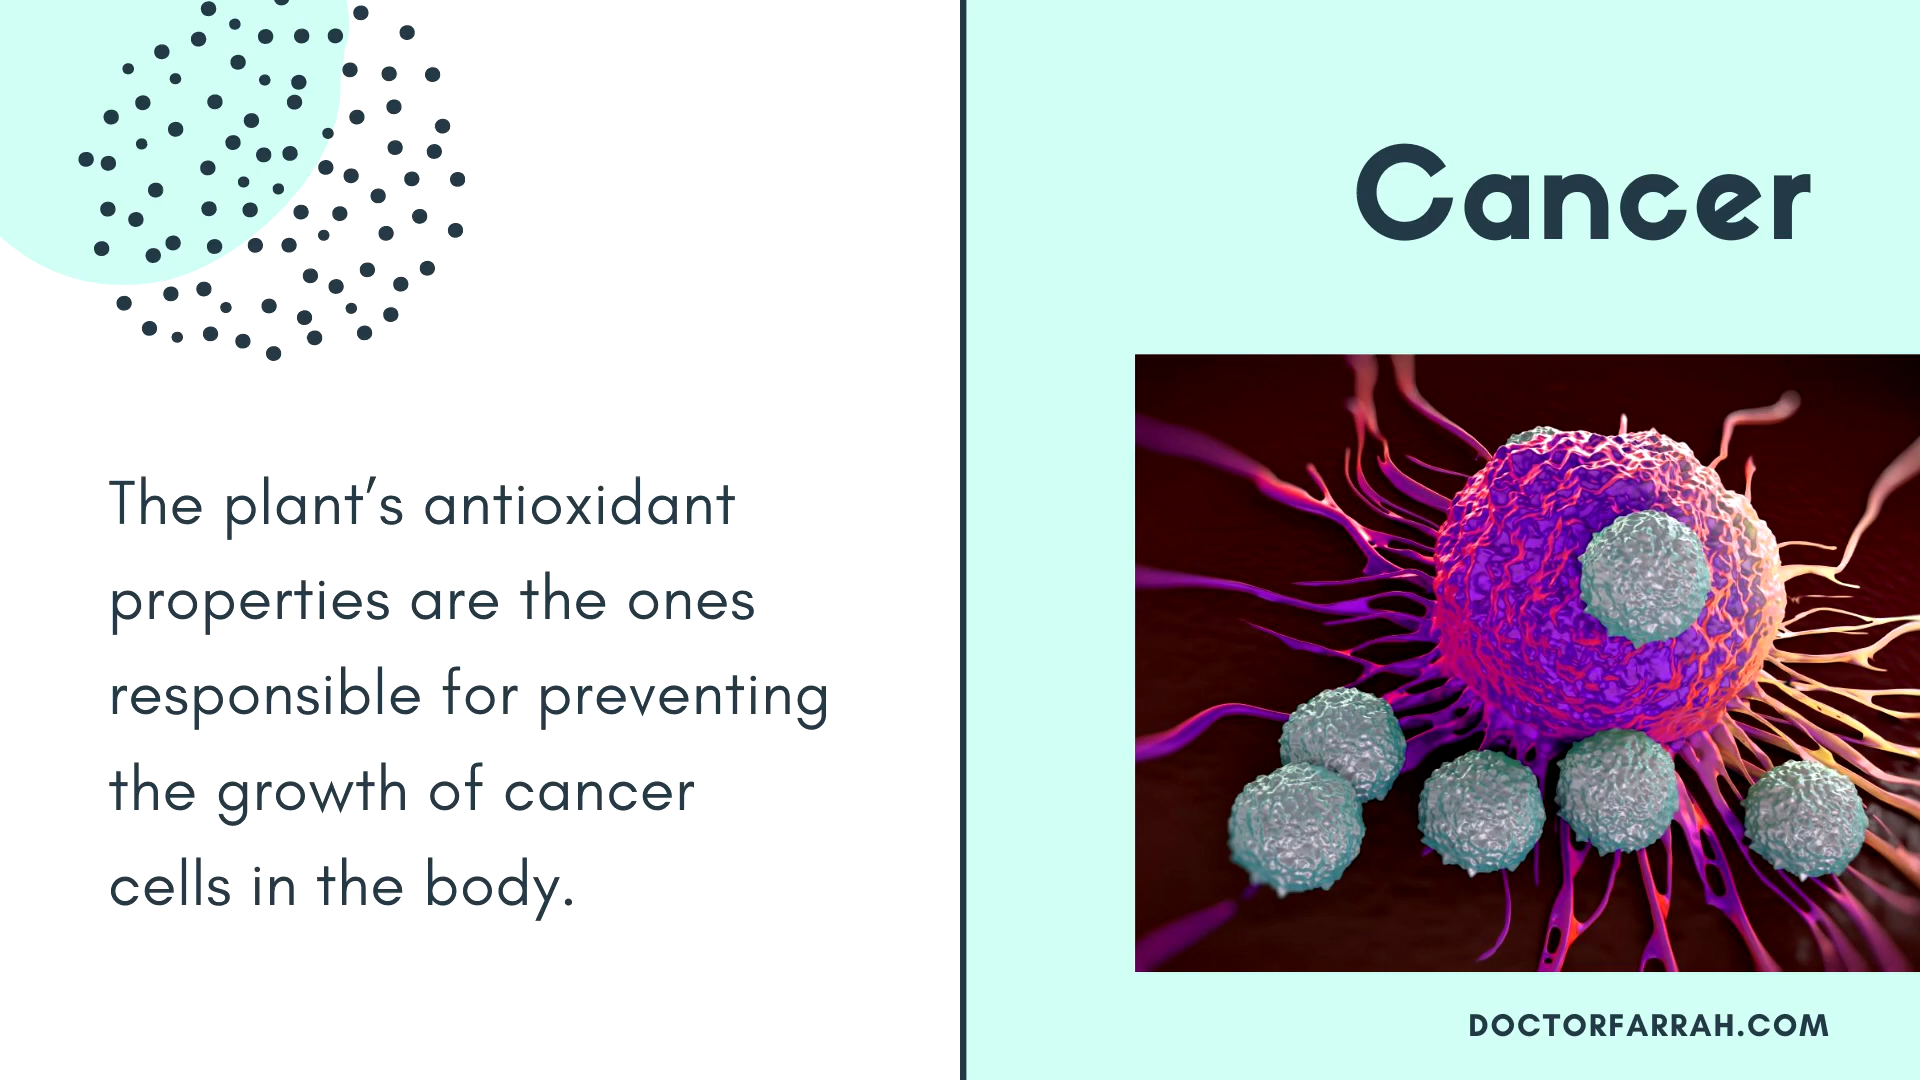 Cancer
The plant’s antioxidant
properties are the ones
responsible for preventing
the growth of cancer
cells in the body.
DOCTORFARRAH.COM